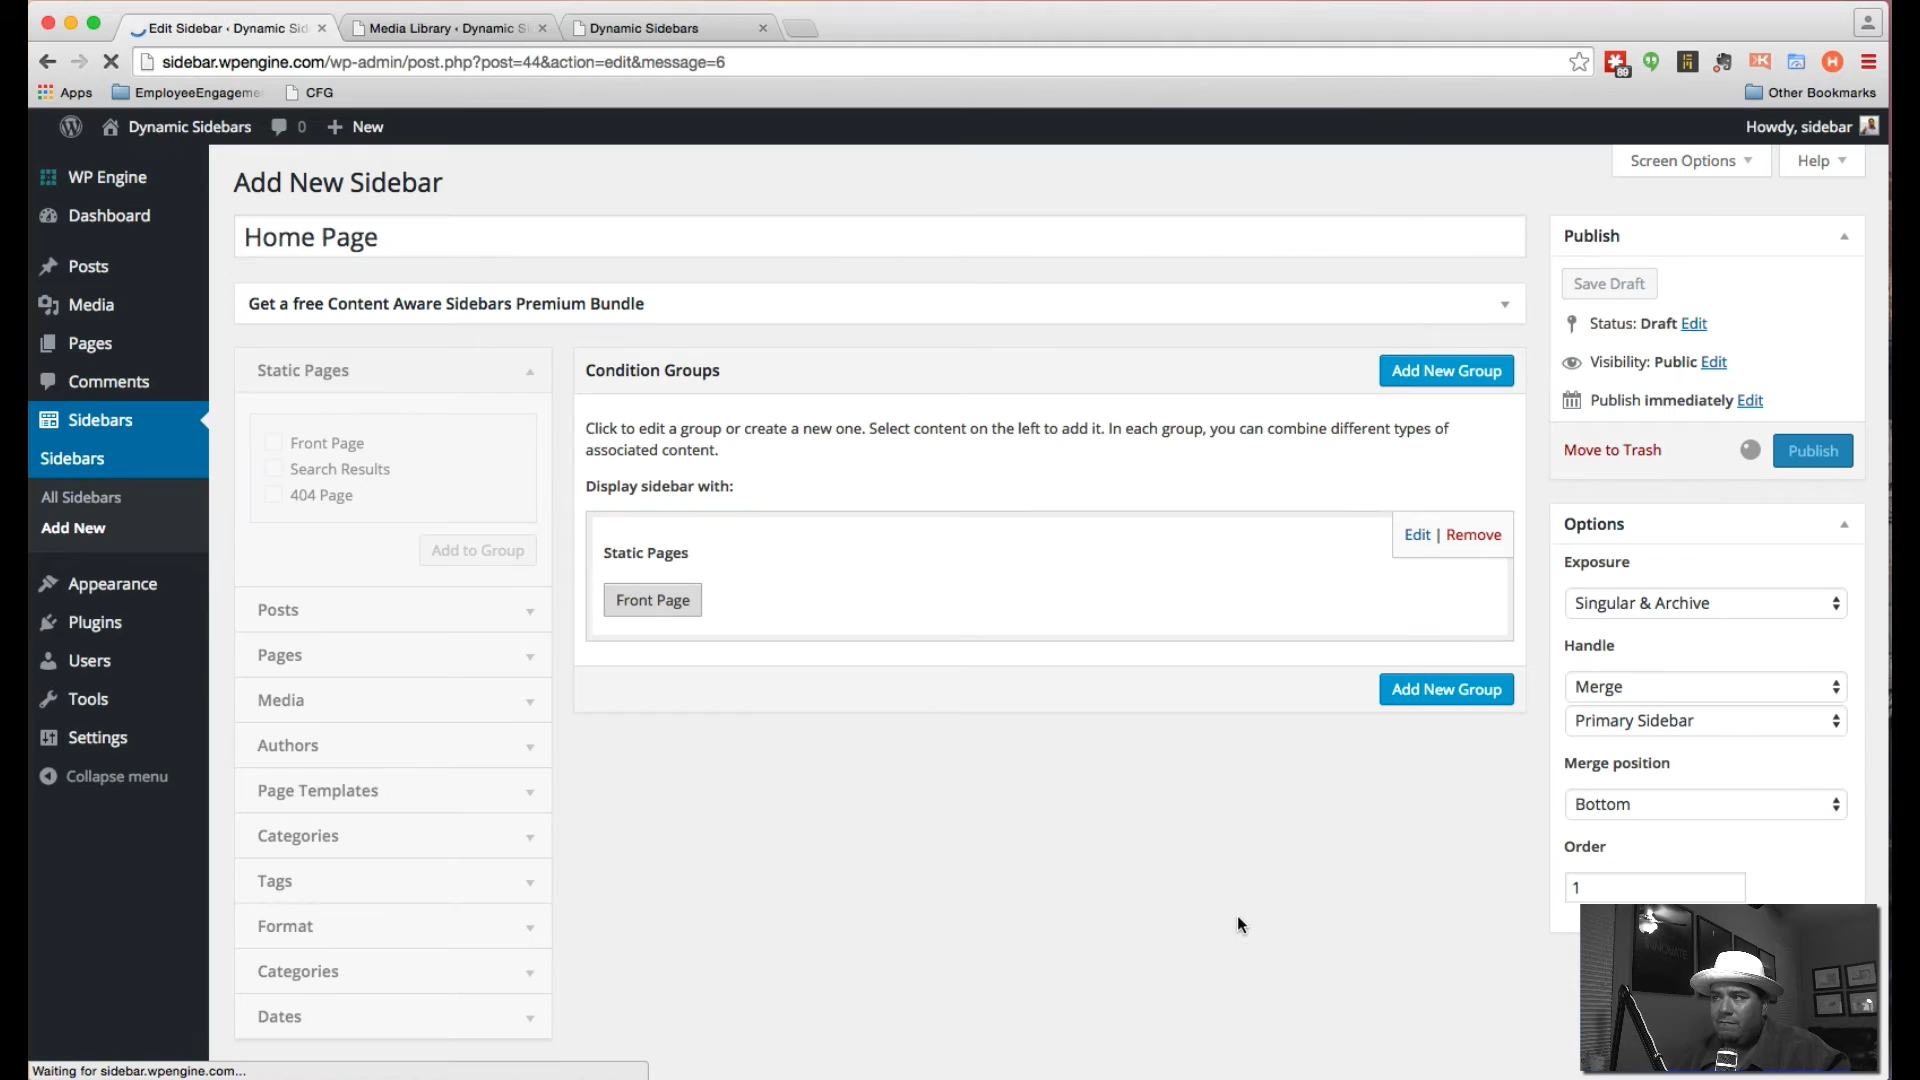 Edit Sidebar ‹ Dynamic Sid
Media Library ‹ Dynamic S
Dynamic Sidebars
sidebar.wpengine.com/wp-admin/post.php?post=44&action=edit&message=6
89
Apps
EmployeeEngageme
CFG
Other Bookmarks
Dynamic Sidebars
0
New
Howdy, sidebar
WP Engine
Dashboard
Posts
Media
Pages
Comments
Sidebars
Sidebars
All Sidebars
Add New
Appearance
Plugins
Users
Tools
Settings
Collapse menu
Screen Options
Help
Add New Sidebar
Home Page
Get a free Content Aware Sidebars Premium Bundle
Static Pages
Front Page
Search Results
404 Page
Add to Group
Posts
Pages
Media
Authors
Page Templates
Categories
Tags
Format
Categories
Dates
Condition Groups
Add New Group
Click to edit a group or create a new one. Select content on the left to add it. In each group, you can combine different types of
associated content.
Display sidebar with:
Edit | Remove
Static Pages
Front Page
Add New Group
Publish
Save Draft
Status: Draft Edit
Visibility: Public Edit
Publish immediately Edit
Move to Trash
Publish
Options
Exposure
Singular & Archive
Handle
Merge
Primary Sidebar
Merge position
Bottom
Order
1
INNOVATE
Waiting for sidebar.wpengine.com...